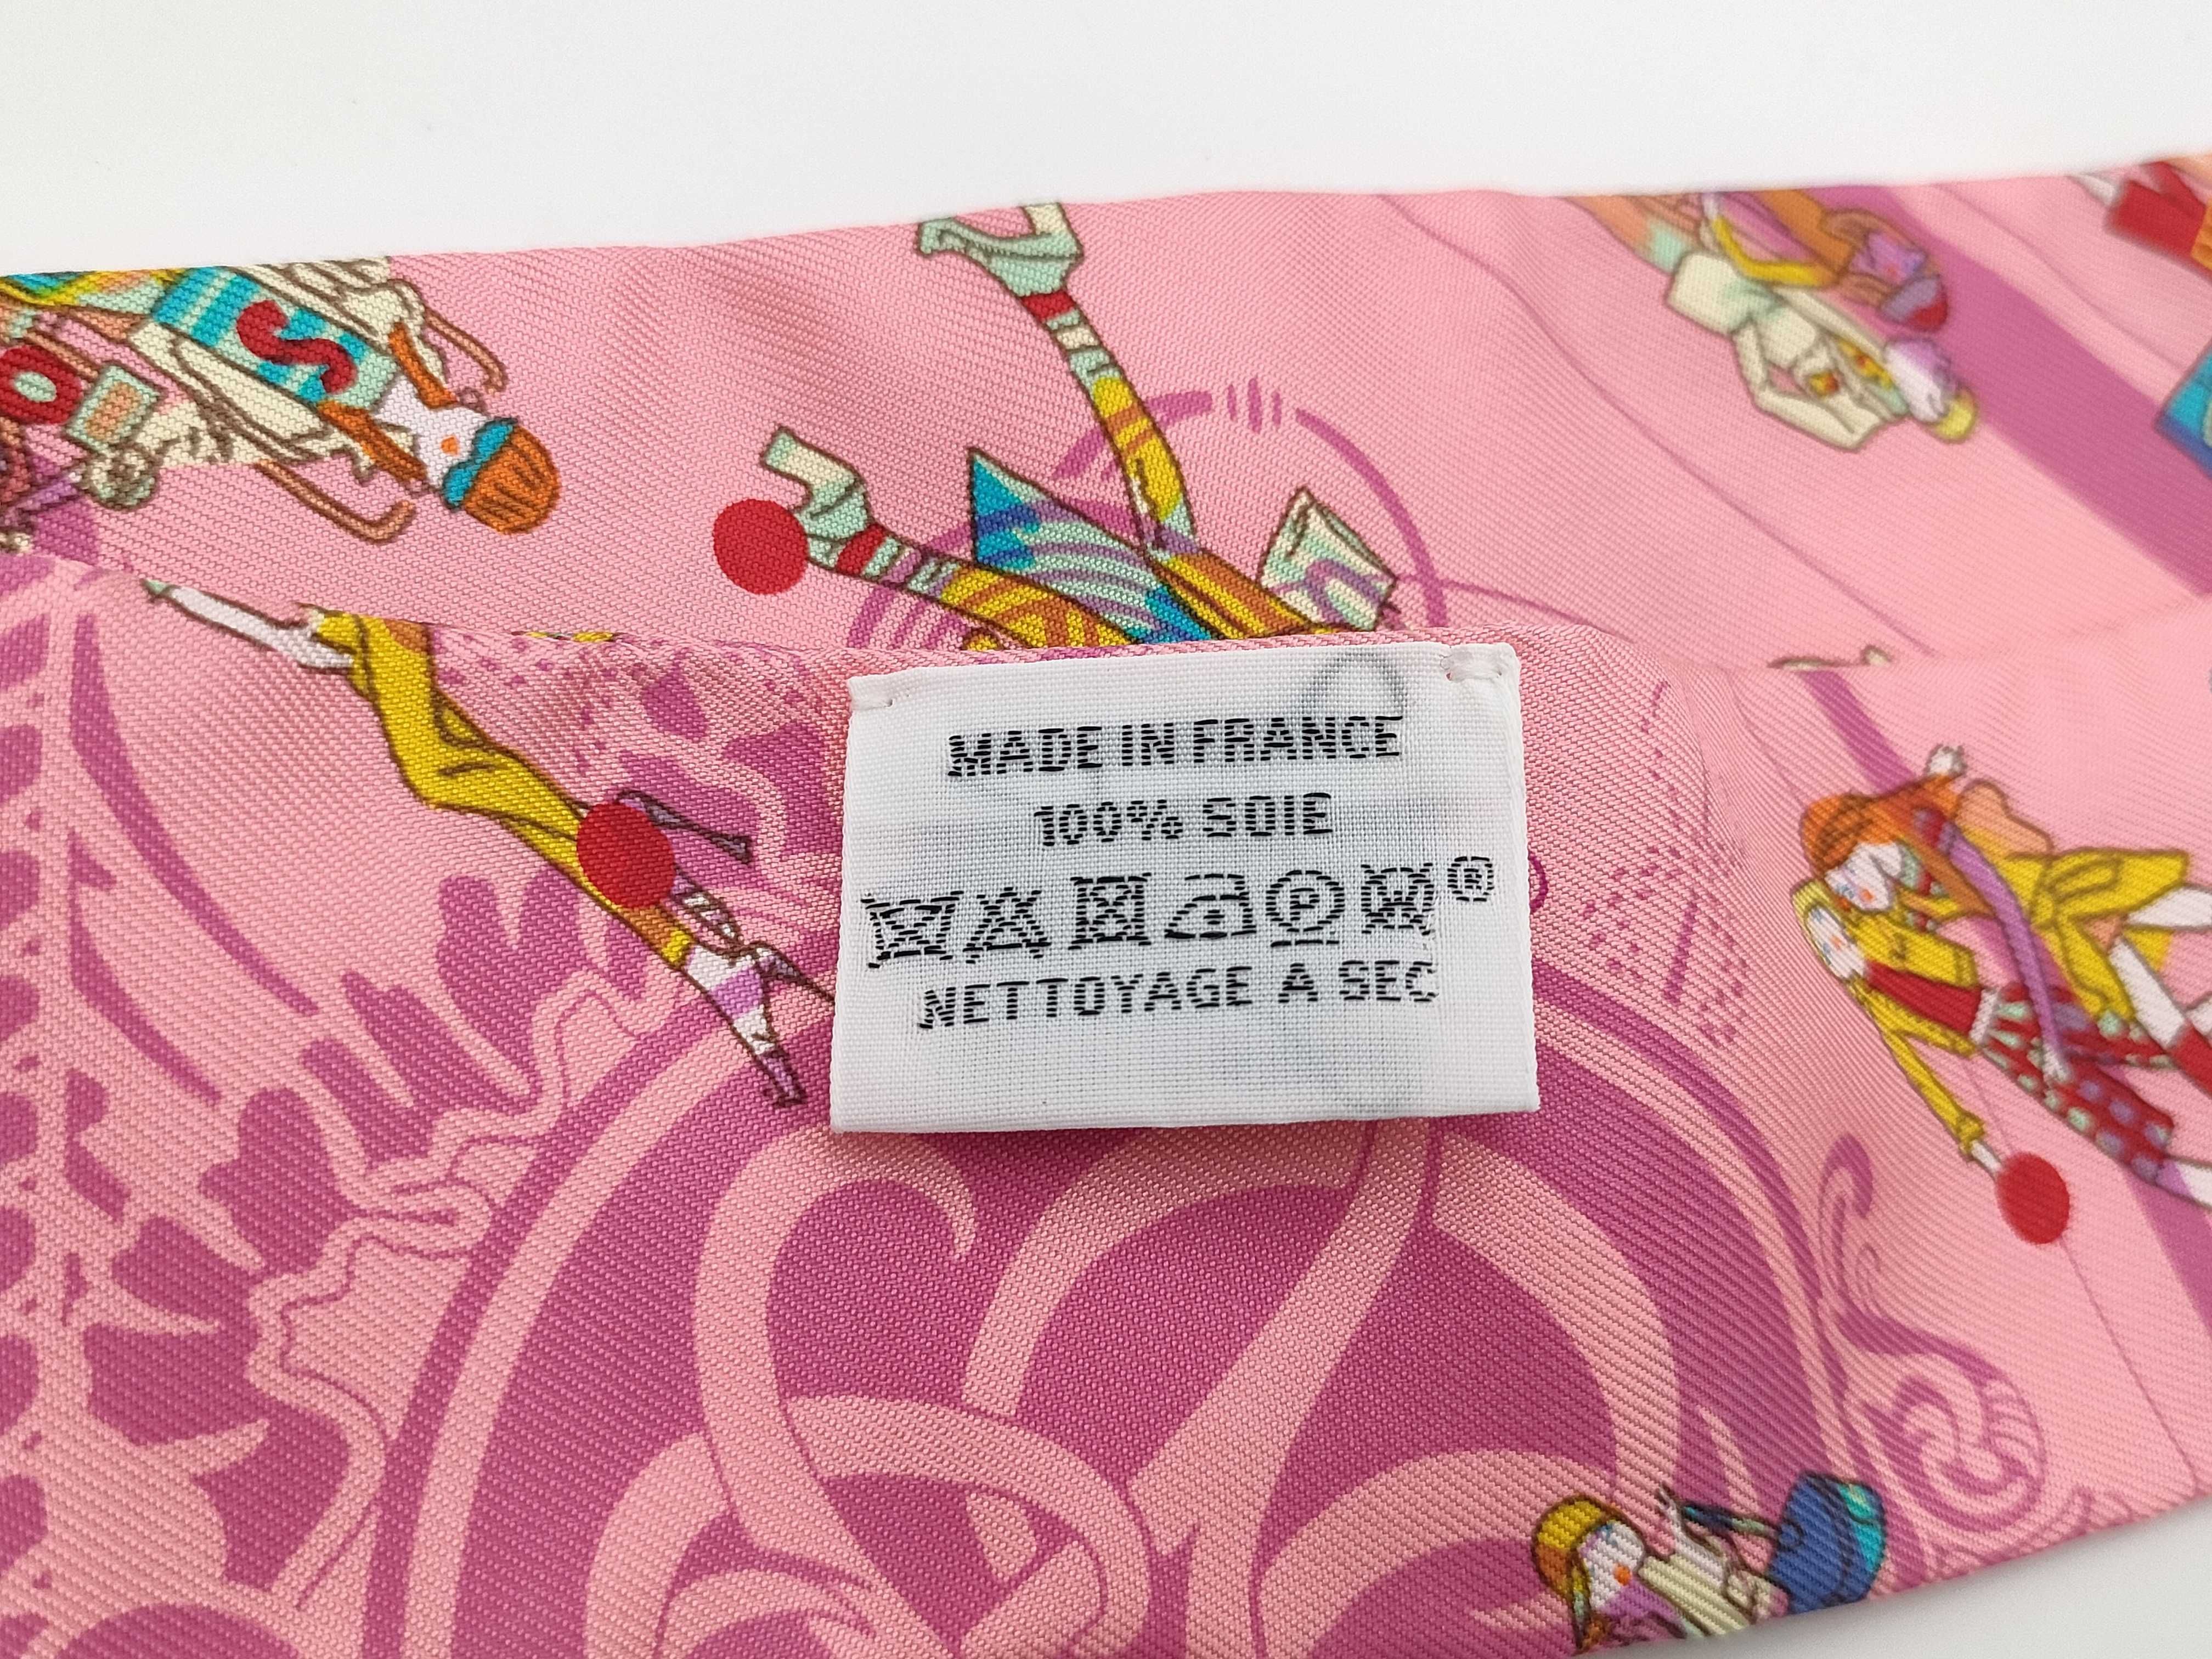 MADE IN FRANCE
100% SOIE
P W ®
NETTOYAGE A SEC
S